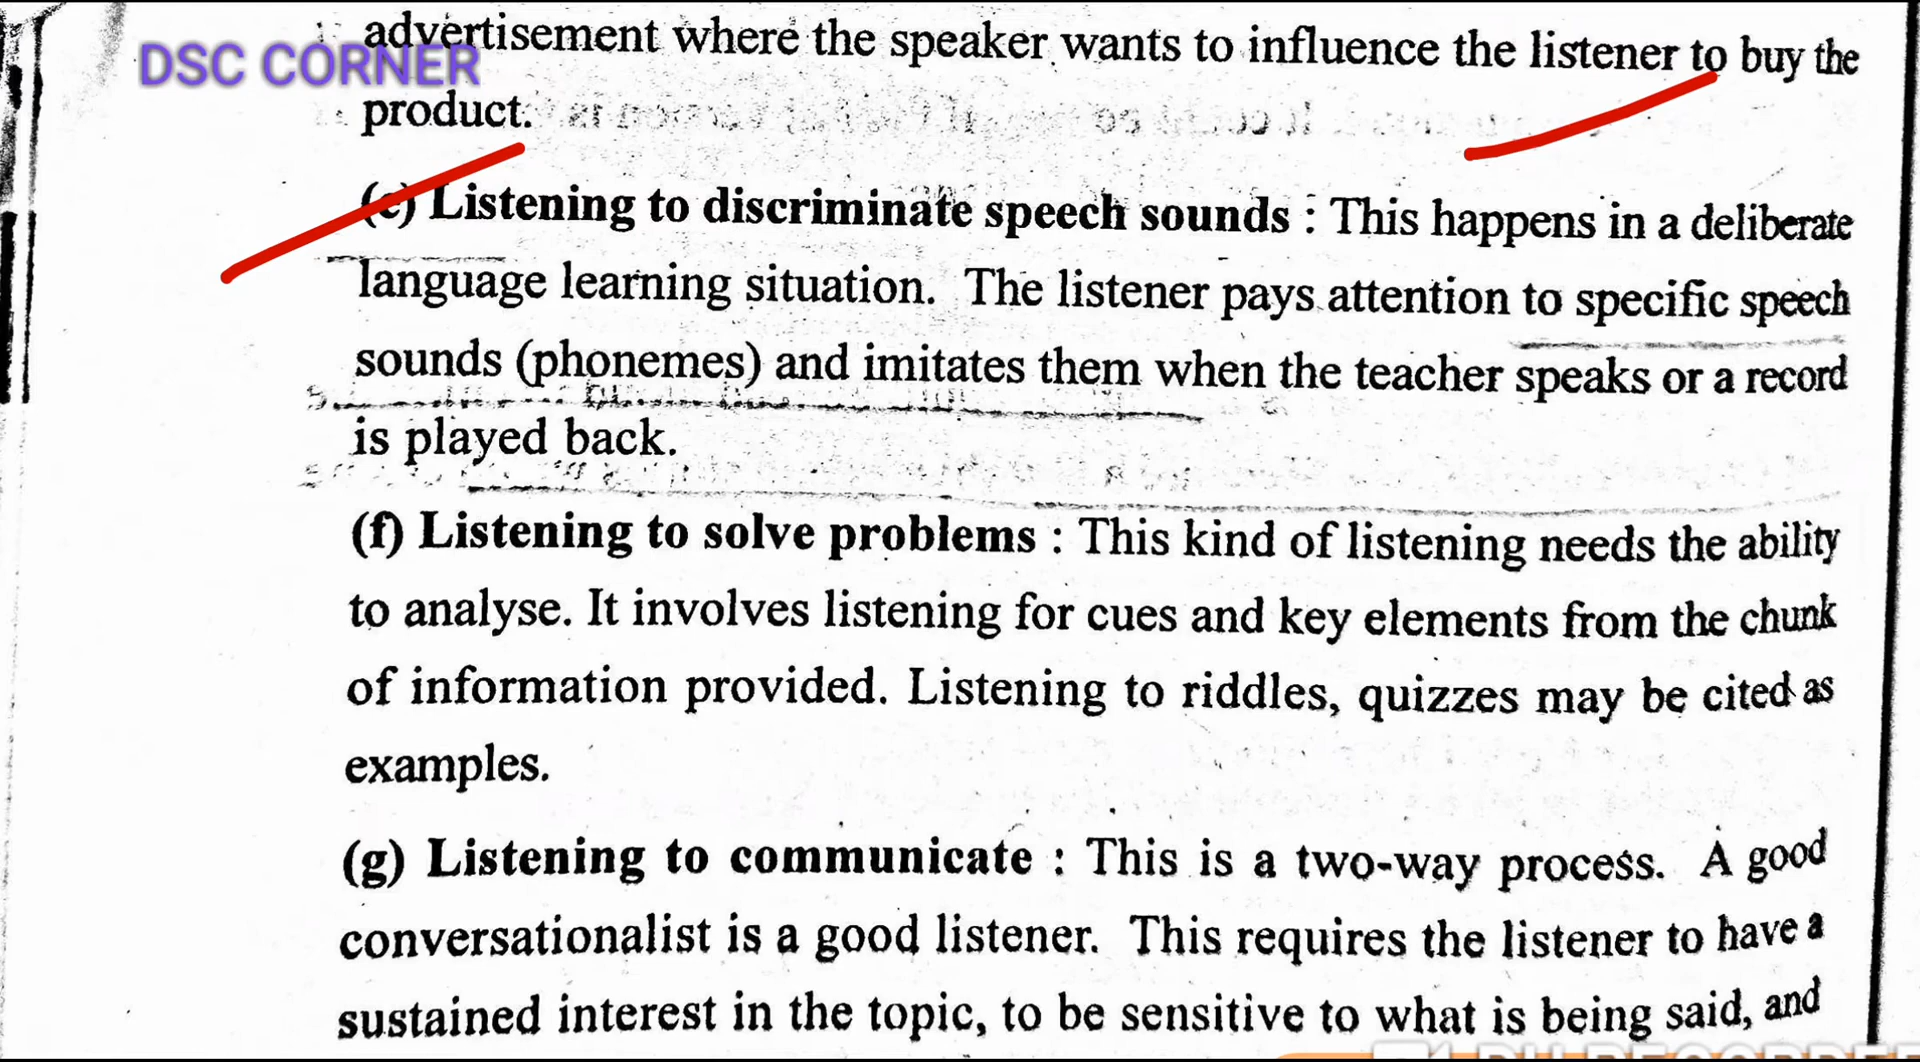 advertisement where the speaker wants to influence the listener to buy the
DSC CORNER
product.
(e) Listening to discriminate speech sounds : This happens in a deliberate
language learning situation. The listener pays attention to specific speech
sounds (phonemes) and imitates them when the teacher speaks or a record
is played back.
(f) Listening to solve problems : This kind of listening needs the ability
to analyse. It involves listening for cues and key elements from the chunk
of information provided. Listening to riddles, quizzes may be cited as
examples.
(g) Listening to communicate : This is a two-way process. A good
conversationalist is a good listener. This requires the listener to have a
sustained interest in the topic, to be sensitive to what is being said, and